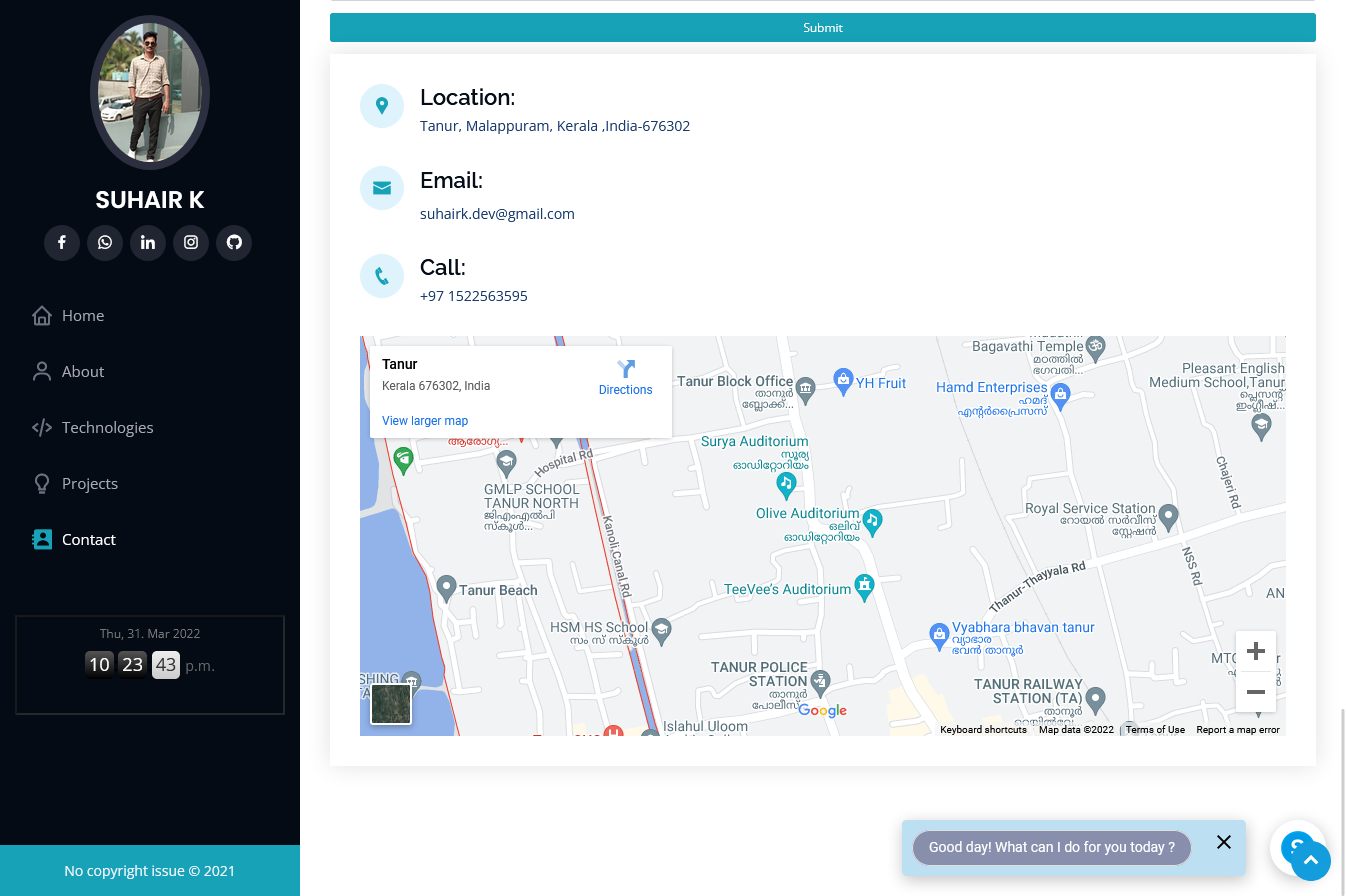 SUHAIR K
Home
About
Technologies
Projects
Contact
Thu, 31. Mar 2022
10 23 43 p.m.
No copyright issue © 2021
Submit
Location:
Tanur, Malappuram, Kerala ,India-676302
Email:
suhairk.dev@gmail.com
Call:
+97 1522563595
Tanur
Kerala 676302, India
Directions
View larger map
ആരോഗ്യ...
Hospital Rd
GMLP SCHOOL
TANUR NORTH
ജിഎംഎൽപി
സ്കൂൾ...
Kanoli Canal Rd
Tanur Beach
HSM HS School
സം സ് സ്കൂൾ
Tanur Block Office
താനൂർ
ബ്ലോക്ക്...
YH Fruit
Bagavathi Temple
മഠത്തിൽ
ഭഗവതി...
Hamd Enterprises
ഹമദ്
എന്റർപ്രൈസസ്
Pleasant English
Medium School,Tanur
പ്ലെസന്റ്
ഇംഗ്ലീഷ്...
Surya Auditorium
സൂര്യ
ഓഡിറ്റോറിയം
Olive Auditorium
ഒലിവ്
ഓഡിറ്റോറിയം
Chajeri Rd
Royal Service Station
റോയൽ സർവീസ്
സ്റ്റേഷൻ
NSS Rd
Thanur-Thayyala Rd
TeeVee's Auditorium
AN
Vyabhara bhavan tanur
വ്യാഭാര
ഭവൻ താനൂർ
TANUR POLICE
STATION
താനൂർ
പോലീസ്...
TANUR RAILWAY
STATION (TA)
താനൂർ
Islahul Uloom
Google
Keyboard shortcuts
Map data ©2022
Terms of Use
Report a map error
Good day! What can I do for you today ?